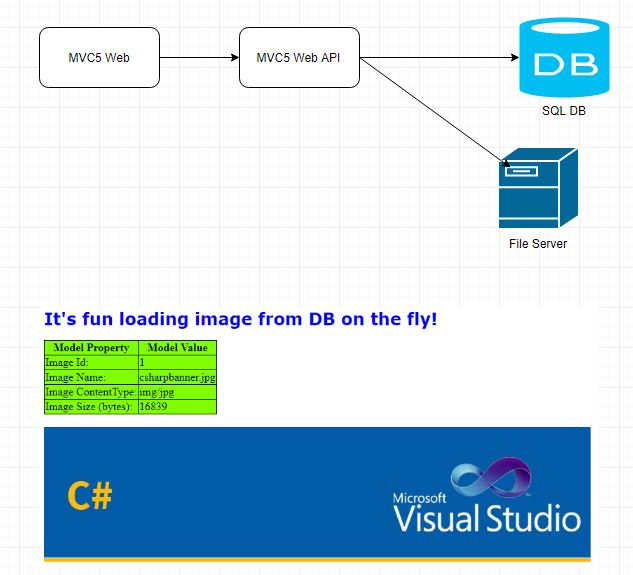 MVC5 Web
MVC5 Web API
DB
SQL DB
File Server
It's fun loading image from DB on the fly!
Model Property Model Value
Image Id: 1
Image Name: csharpbanner.jpg
Image ContentType: img/jpg
Image Size (bytes): 16839
C#
Microsoft
Visual Studio